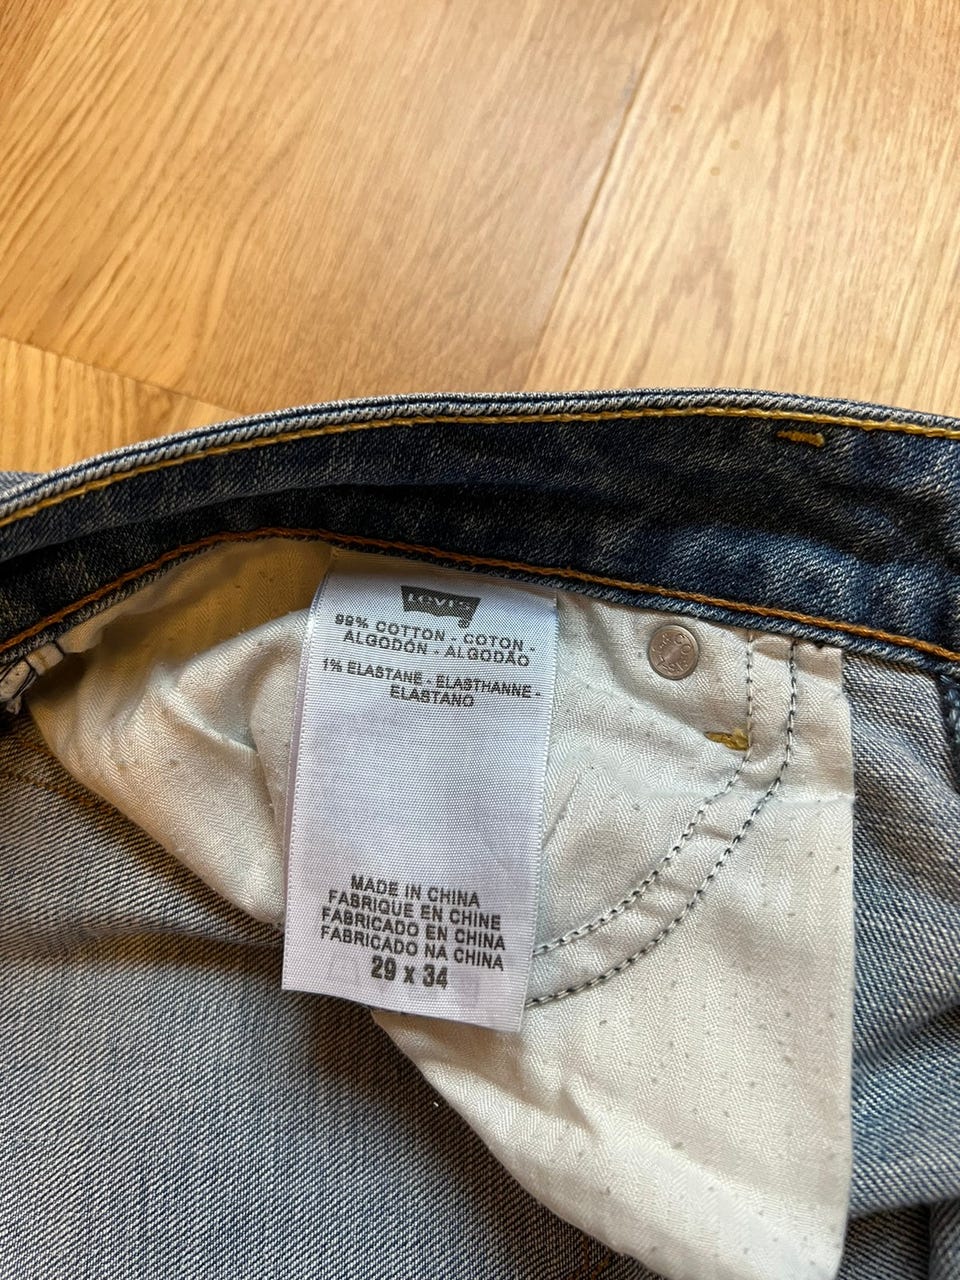 Levi's
99% COTTON - COTON -
ALGODÓN - ALGODÃO
1% ELASTANE - ELASTHANNE -
ELASTANO
MADE IN CHINA
FABRIQUE EN CHINE
FABRICADO EN CHINA
FABRICADO NA CHINA
29 x 34